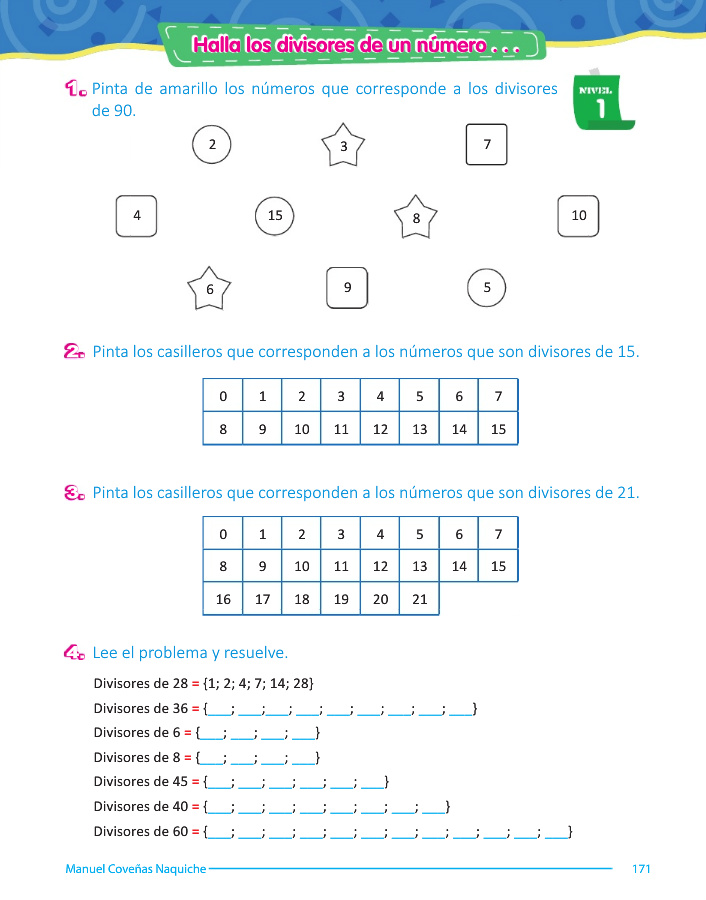 Halla los divisores de un número . . .
1. Pinta de amarillo los números que corresponde a los divisores
de 90.
NIVEL
1
2 3 7
4 15 8 10
6 9 5
2. Pinta los casilleros que corresponden a los números que son divisores de 15.
0 1 2 3 4 5 6 7
8 9 10 11 12 13 14 15
3. Pinta los casilleros que corresponden a los números que son divisores de 21.
0 1 2 3 4 5 6 7
8 9 10 11 12 13 14 15
16 17 18 19 20 21
4. Lee el problema y resuelve.
Divisores de 28 = {1; 2; 4; 7; 14; 28}
Divisores de 36 = {___; ___;___; ___; ___; ___; ___; ___; ___}
Divisores de 6 = {___; ___; ___; ___}
Divisores de 8 = {___; ___; ___; ___}
Divisores de 45 = {___; ___; ___; ___; ___; ___}
Divisores de 40 = {___; ___; ___; ___; ___; ___; ___; ___}
Divisores de 60 = {___; ___; ___; ___; ___; ___; ___; ___; ___; ___; ___; ___}
Manuel Coveñas Naquiche 171